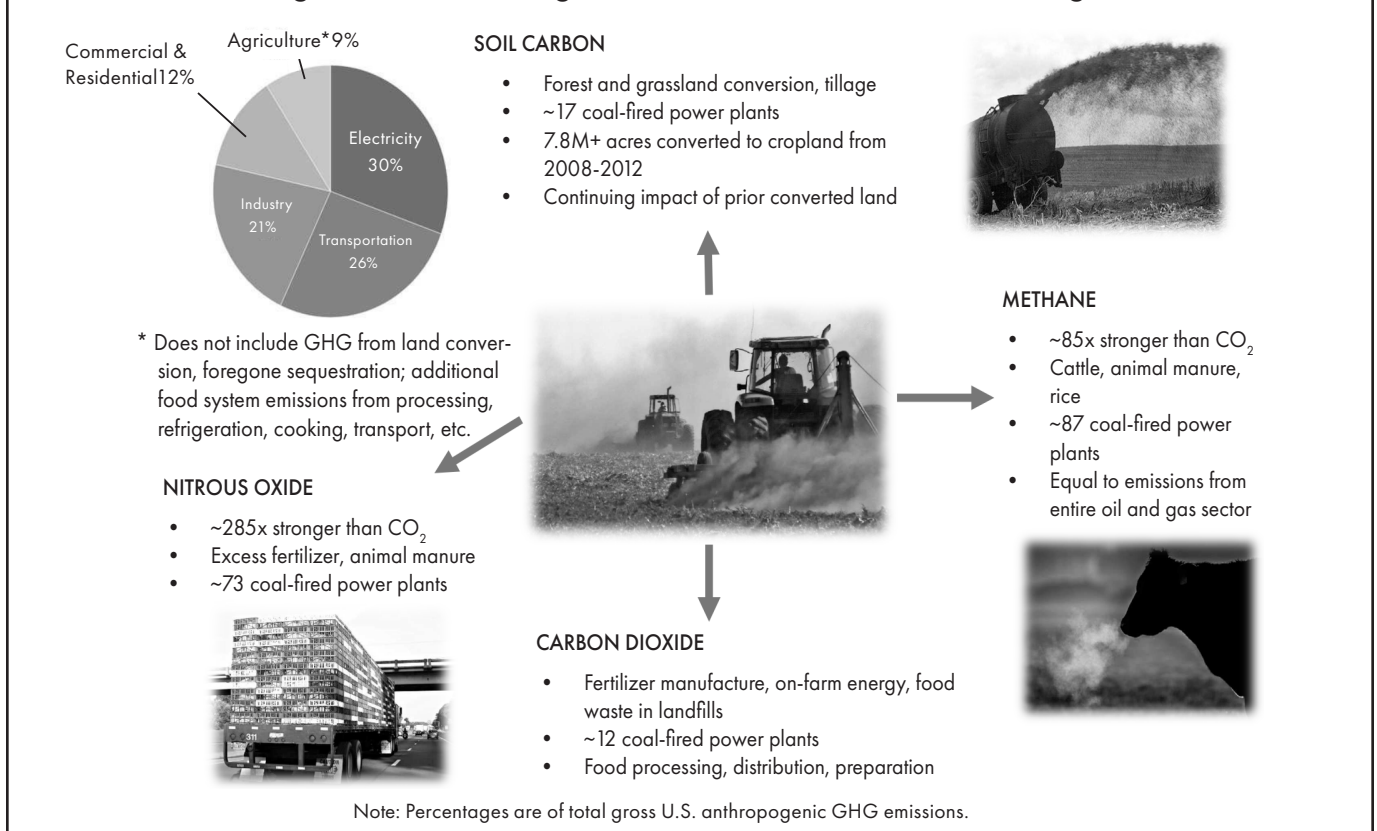 Commercial &
Residential12%
Agriculture*9%
Electricity
30%
Industry
21%
Transportation
26%
* Does not include GHG from land conver-
sion, foregone sequestration; additional
food system emissions from processing,
refrigeration, cooking, transport, etc.
SOIL CARBON
• Forest and grassland conversion, tillage
• ~17 coal-fired power plants
• 7.8M+ acres converted to cropland from
2008-2012
• Continuing impact of prior converted land
METHANE
• ~85x stronger than CO₂
• Cattle, animal manure,
rice
• ~87 coal-fired power
plants
• Equal to emissions from
entire oil and gas sector
NITROUS OXIDE
• ~285x stronger than CO₂
• Excess fertilizer, animal manure
• ~73 coal-fired power plants
311
CARBON DIOXIDE
• Fertilizer manufacture, on-farm energy, food
waste in landfills
• ~12 coal-fired power plants
• Food processing, distribution, preparation
Note: Percentages are of total gross U.S. anthropogenic GHG emissions.